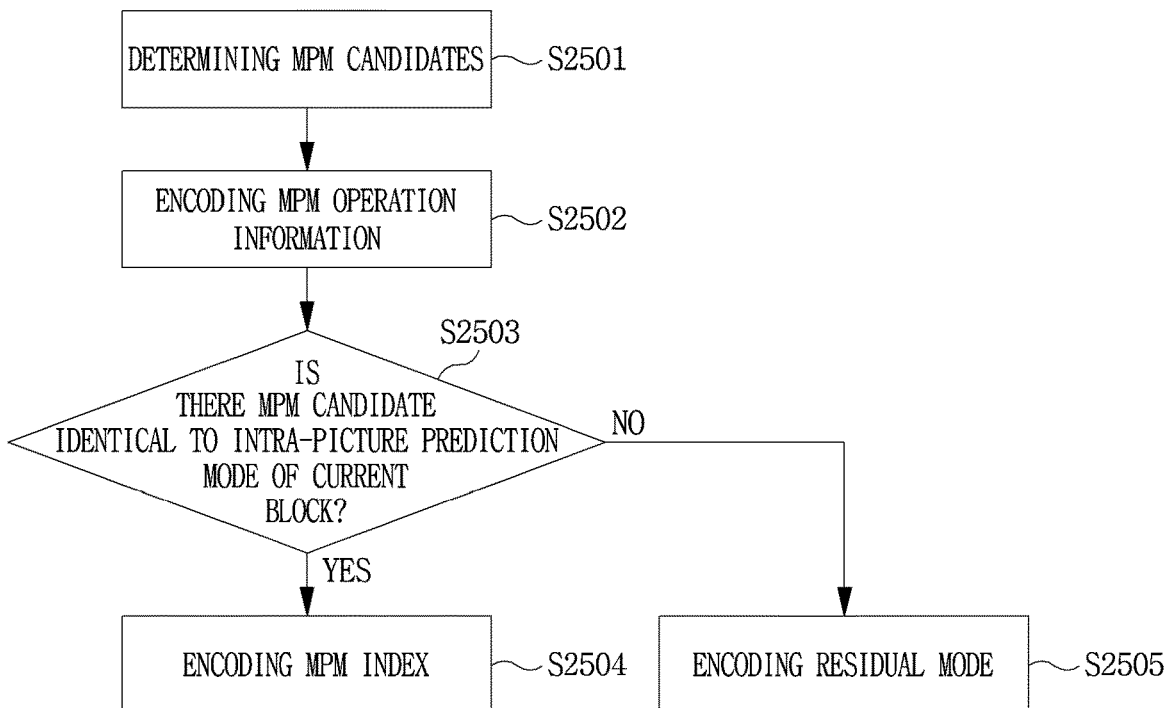 DETERMINING MPM CANDIDATES
S2501
ENCODING MPM OPERATION
INFORMATION
S2502
S2503
IS
THERE MPM CANDIDATE
IDENTICAL TO INTRA-PICTURE PREDICTION
MODE OF CURRENT
BLOCK?
NO
YES
ENCODING MPM INDEX
S2504
ENCODING RESIDUAL MODE
S2505